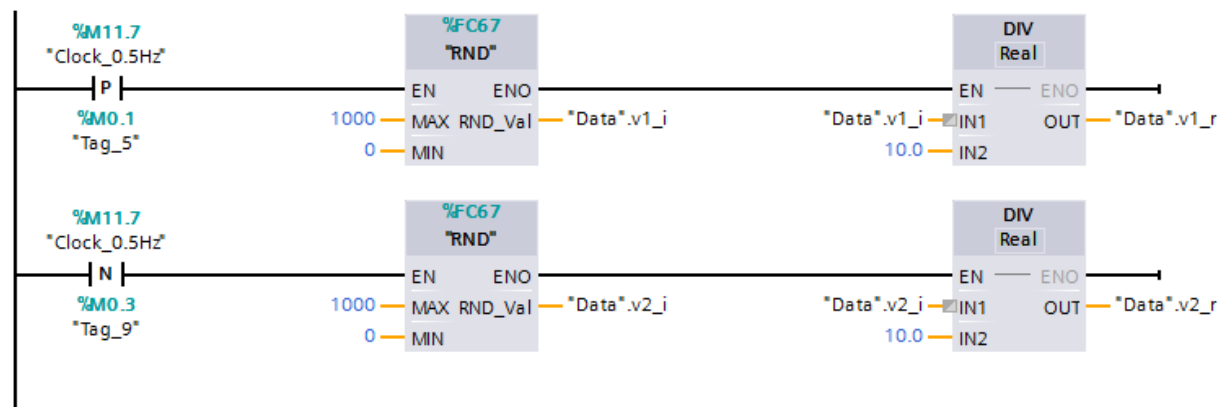 %M11.7
"Clock_0.5Hz"
P
%M0.1
"Tag_5"
%FC67
"RND"
EN ENO
1000 MAX RND_Val "Data".v1_i
0 MIN
DIV
Real
EN ENO
"Data".v1_i IN1 OUT "Data".v1_r
10.0 IN2
%M11.7
"Clock_0.5Hz"
N
%M0.3
"Tag_9"
%FC67
"RND"
EN ENO
1000 MAX RND_Val "Data".v2_i
0 MIN
DIV
Real
EN ENO
"Data".v2_i IN1 OUT "Data".v2_r
10.0 IN2